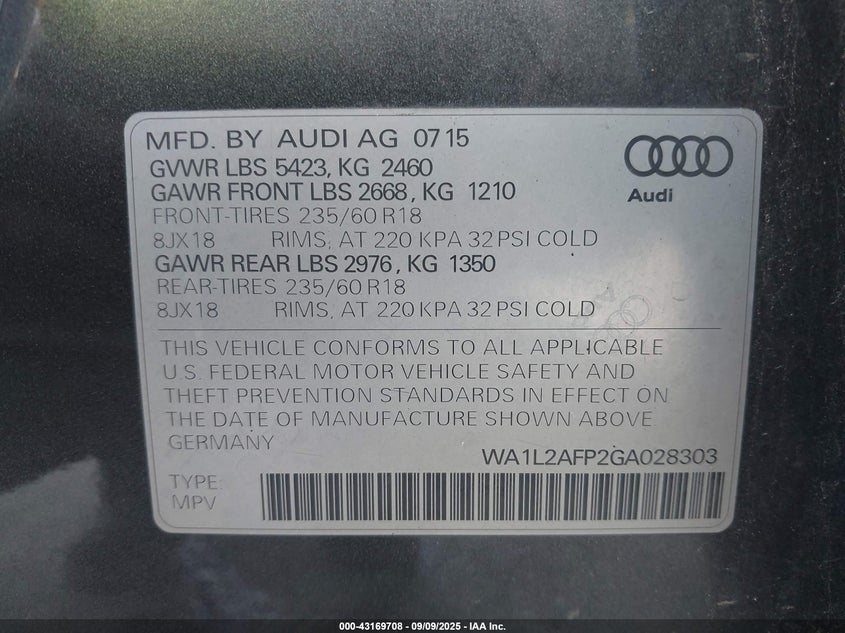 MFD. BY AUDI AG 07 15
GVWR LBS 5423, KG 2460
GAWR FRONT LBS 2668, KG 1210
FRONT-TIRES 235/60 R18
8JX18 RIMS, AT 220 KPA 32 PSI COLD
GAWR REAR LBS 2976, KG 1350
REAR-TIRES 235/60 R18
8JX18 RIMS, AT 220 KPA 32 PSI COLD
Audi
THIS VEHICLE CONFORMS TO ALL APPLICABLE
U.S. FEDERAL MOTOR VEHICLE SAFETY AND
THEFT PREVENTION STANDARDS IN EFFECT ON
THE DATE OF MANUFACTURE SHOWN ABOVE.
GERMANY
WA1L2AFP2GA028303
TYPE:
MPV
000-43169708 - 09/09/2025 - IAA Inc.